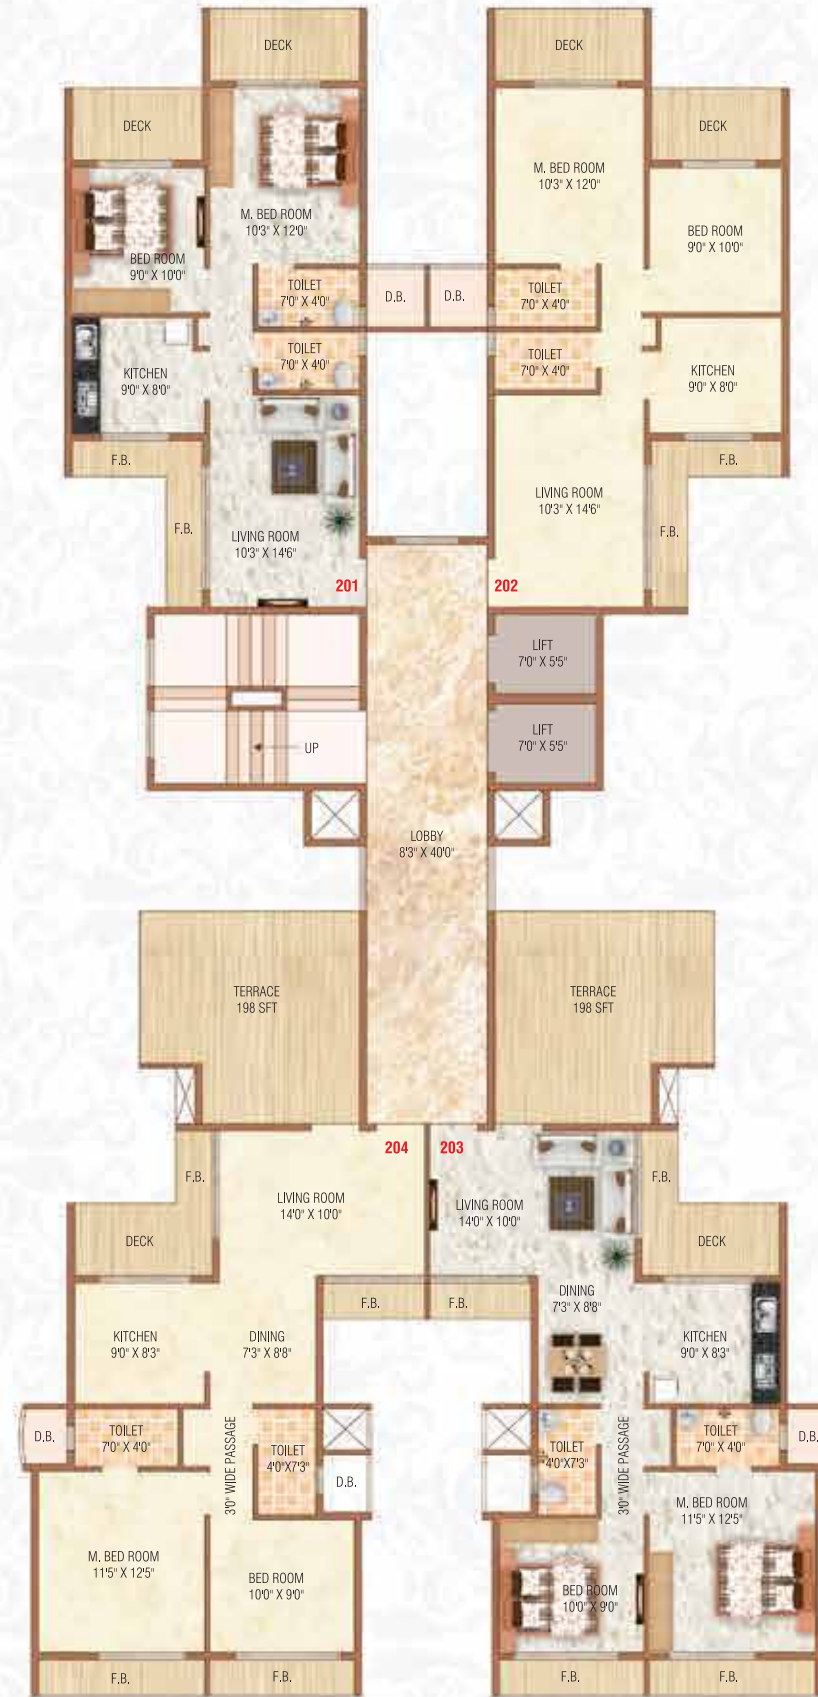 DECK
DECK
DECK
DECK
M. BED ROOM
10'3" X 12'0"
M. BED ROOM
10'3" X 12'0"
BED ROOM
9'0" X 10'0"
BED ROOM
9'0" X 10'0"
TOILET
7'0" X 4'0"
D.B.
D.B.
TOILET
7'0" X 4'0"
TOILET
7'0" X 4'0"
TOILET
7'0" X 4'0"
KITCHEN
9'0" X 8'0"
KITCHEN
9'0" X 8'0"
F.B.
F.B.
F.B.
F.B.
LIVING ROOM
10'3" X 14'6"
LIVING ROOM
10'3" X 14'6"
201
202
LIFT
7'0" X 5'5"
LIFT
7'0" X 5'5"
UP
LOBBY
8'3" X 40'0"
TERRACE
198 SFT
TERRACE
198 SFT
204
203
F.B.
F.B.
LIVING ROOM
14'0" X 10'0"
LIVING ROOM
14'0" X 10'0"
DECK
DECK
F.B.
F.B.
KITCHEN
9'0" X 8'3"
DINING
7'3" X 8'8"
DINING
7'3" X 8'8"
KITCHEN
9'0" X 8'3"
D.B.
TOILET
7'0" X 4'0"
3'0" WIDE PASSAGE
TOILET
4'0"X7'3"
D.B.
TOILET
4'0"X7'3"
3'0" WIDE PASSAGE
TOILET
7'0" X 4'0"
D.B.
M. BED ROOM
11'5" X 12'5"
BED ROOM
10'0" X 9'0"
BED ROOM
10'0" X 9'0"
M. BED ROOM
11'5" X 12'5"
F.B.
F.B.
F.B.
F.B.